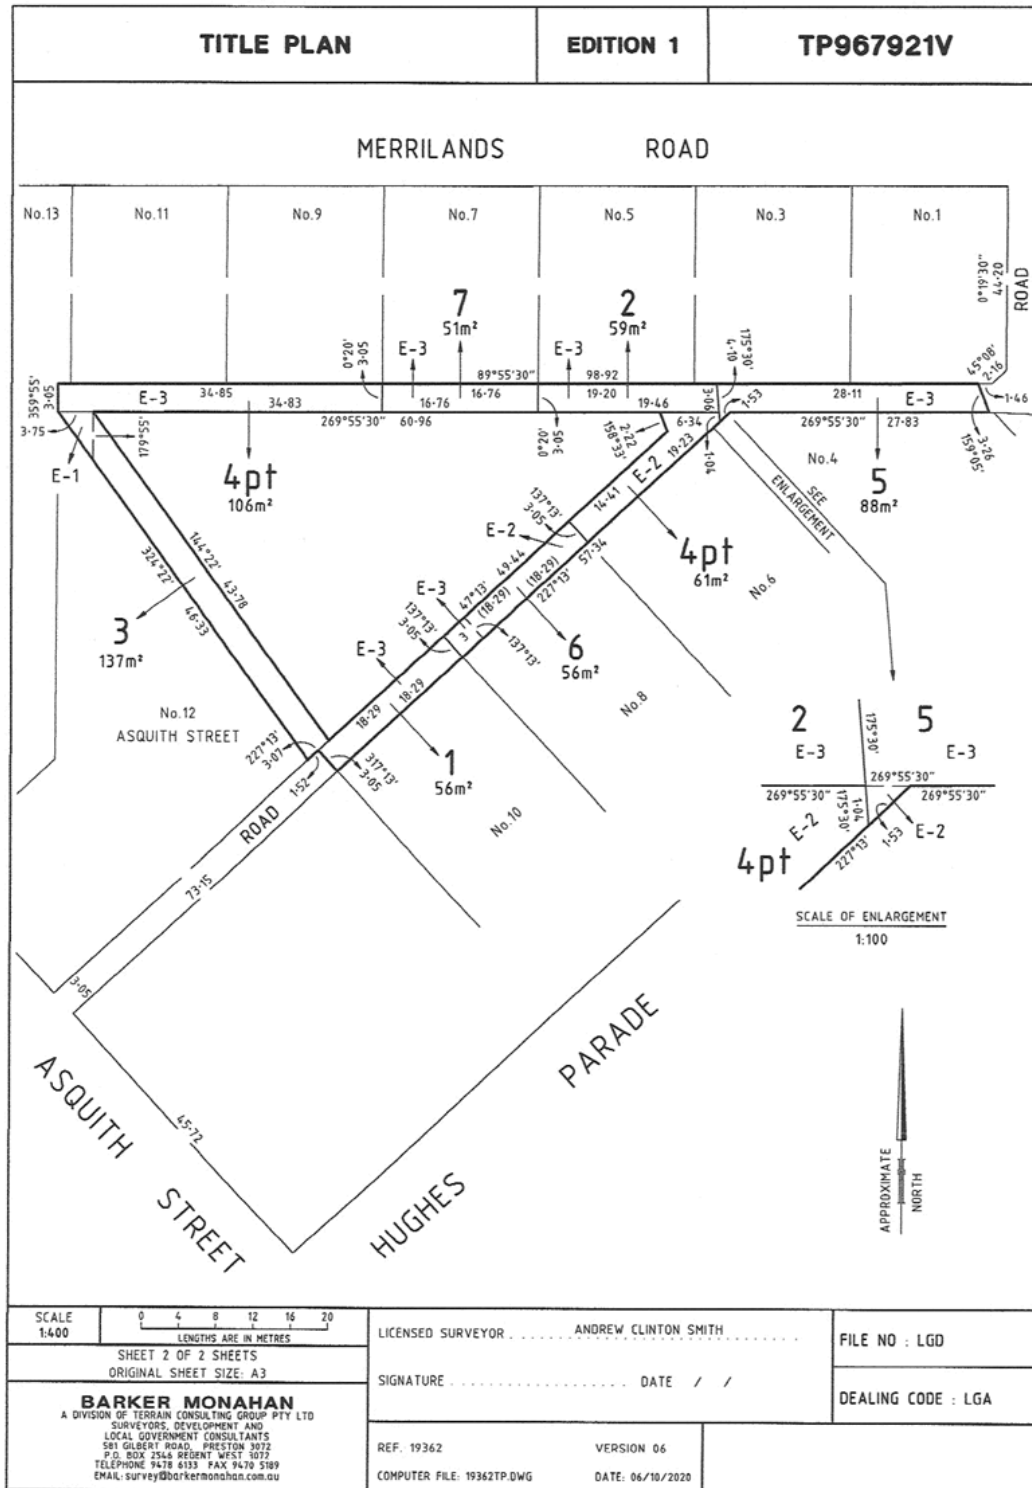 TITLE PLAN
EDITION 1
TP967921V
MERRILANDS ROAD
No.13
No.11
No.9
No.7
No.5
No.3
No.1
0°19'30"
44·20
ROAD
7
51m²
2
59m²
0°20'
3·05
E-3
E-3
175°30'
4·10
45°08'
2·16
89°55'30"
98·92
359°55'
3·05
E-3
34·85
34·83
16·76
16·76
19·20
19·46
3·06
1·53
28·11
E-3
1·46
3·75
269°55'30"
60·96
6·34
269°55'30"
27·83
179°55'
0°20'
3·05
2·22
158°33'
E-2
19·23
1·04
No.4
3·26
159°05'
E-1
4pt
106m²
5
88m²
SEE
ENLARGEMENT
137°13'
3·05
14·41
E-2
49·44
4pt
61m²
57·34
144°22'
43·78
324°22'
46·33
47°13'
(18·29)
(18·29)
227°13'
No.6
E-3
137°13'
3·05
3
137°13'
3
137m²
6
56m²
E-3
No.8
18·29
18·29
No.12
ASQUITH STREET
227°13'
3·07
317°13'
3·05
1
56m²
1·52
ROAD
No.10
2
E-3
175°30'
5
E-3
269°55'30"
269°55'30"
269°55'30"
175°30'
1·04
E-2
1·53
E-2
227°13'
4pt
SCALE OF ENLARGEMENT
1:100
73·15
3·05
45·72
ASQUITH STREET
HUGHES PARADE
APPROXIMATE
NORTH
SCALE
1:400
0 4 8 12 16 20
LENGTHS ARE IN METRES
SHEET 2 OF 2 SHEETS
ORIGINAL SHEET SIZE: A3
BARKER MONAHAN
A DIVISION OF TERRAIN CONSULTING GROUP PTY LTD
SURVEYORS, DEVELOPMENT AND
LOCAL GOVERNMENT CONSULTANTS
581 GILBERT ROAD, PRESTON 3072
P.O. BOX 2546 REGENT WEST 3072
TELEPHONE 9478 6133 FAX 9470 5189
EMAIL: survey@barkermonahan.com.au
LICENSED SURVEYOR ANDREW CLINTON SMITH
SIGNATURE DATE / /
REF. 19362
VERSION 06
COMPUTER FILE: 19362TP.DWG
DATE: 06/10/2020
FILE NO : LGD
DEALING CODE : LGA